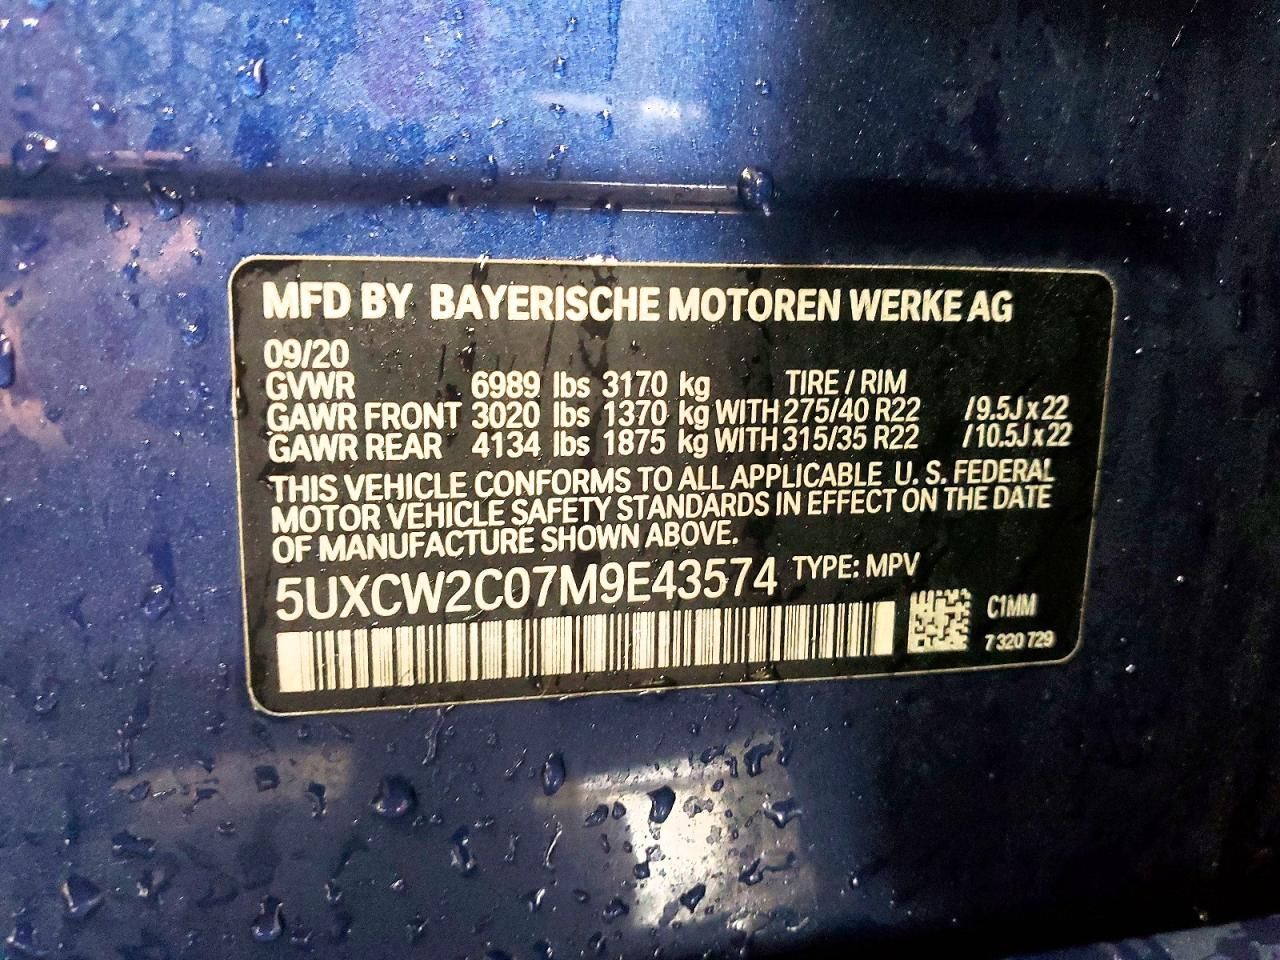 MFD BY BAYERISCHE MOTOREN WERKE AG
09/20
GVWR 6989 lbs 3170 kg TIRE / RIM
GAWR FRONT 3020 lbs 1370 kg WITH 275/40 R22 /9.5J x 22
GAWR REAR 4134 lbs 1875 kg WITH 315/35 R22 /10.5J x 22
THIS VEHICLE CONFORMS TO ALL APPLICABLE U. S. FEDERAL
MOTOR VEHICLE SAFETY STANDARDS IN EFFECT ON THE DATE
OF MANUFACTURE SHOWN ABOVE.
5UXCW2C07M9E43574 TYPE: MPV
C1MM
7 320 729